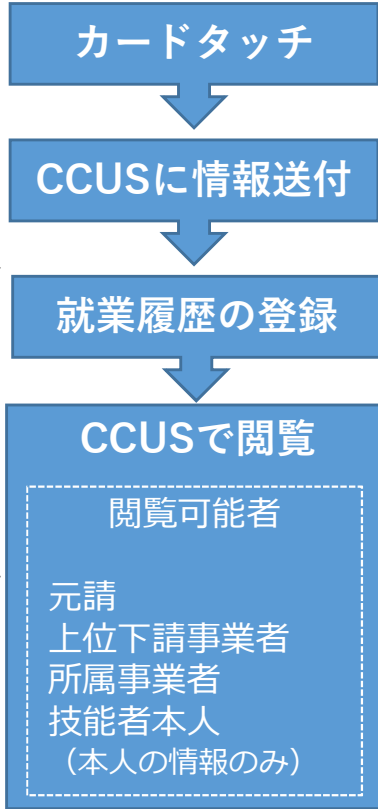 カードタッチ
CCUSに情報送付
就業履歴の登録
CCUSで閲覧
閲覧可能者
元請
上位下請事業者
所属事業者
技能者本人
（本人の情報のみ）